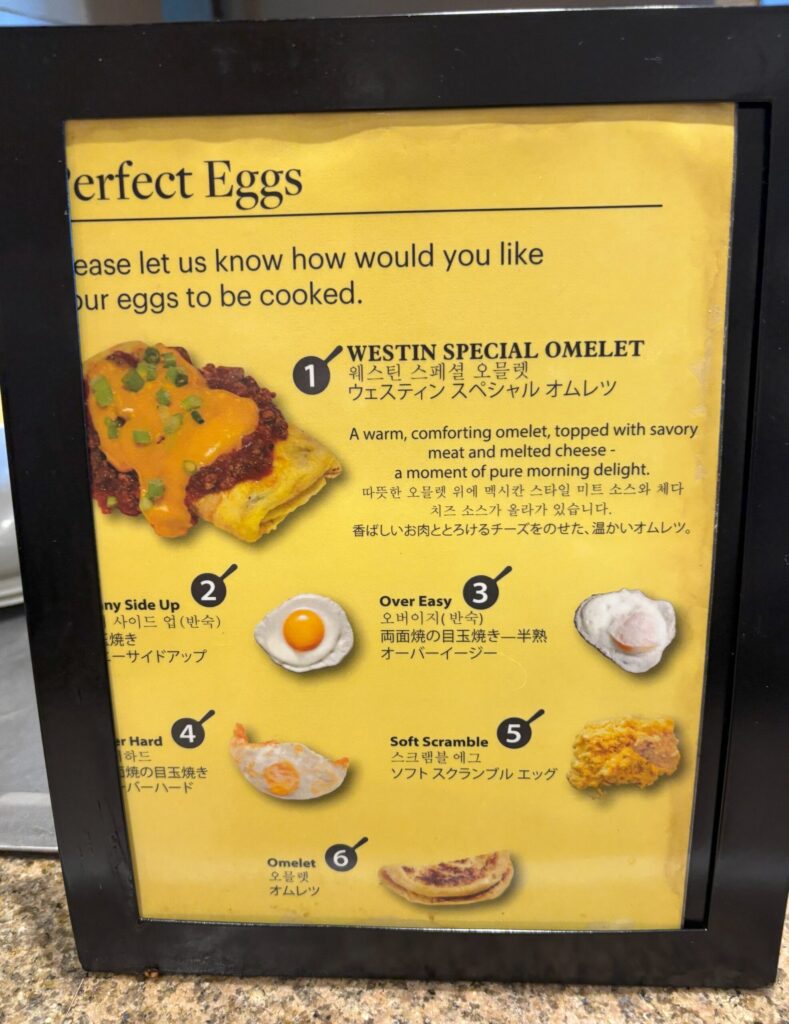 erfect Eggs
ease let us know how would you like
our eggs to be cooked.
1
WESTIN SPECIAL OMELET
웨스틴 스페셜 오믈렛
ウェスティン スペシャル オムレツ
A warm, comforting omelet, topped with savory
meat and melted cheese -
a moment of pure morning delight.
따뜻한 오믈렛 위에 멕시칸 스타일 미트 소스와 체다
치즈 소스가 올라가 있습니다.
香ばしいお肉ととろけるチーズをのせた、温かいオムレツ。
2
ny Side Up
사이드 업(반숙)
玉焼き
ニーサイドアップ
3
Over Easy
오버이지(반숙)
両面焼の目玉焼き—半熟
オーバーイージー
4
er Hard
하드
面焼の目玉焼き
バーハード
5
Soft Scramble
스크램블 에그
ソフト スクランブル エッグ
6
Omelet
오믈렛
オムレツ